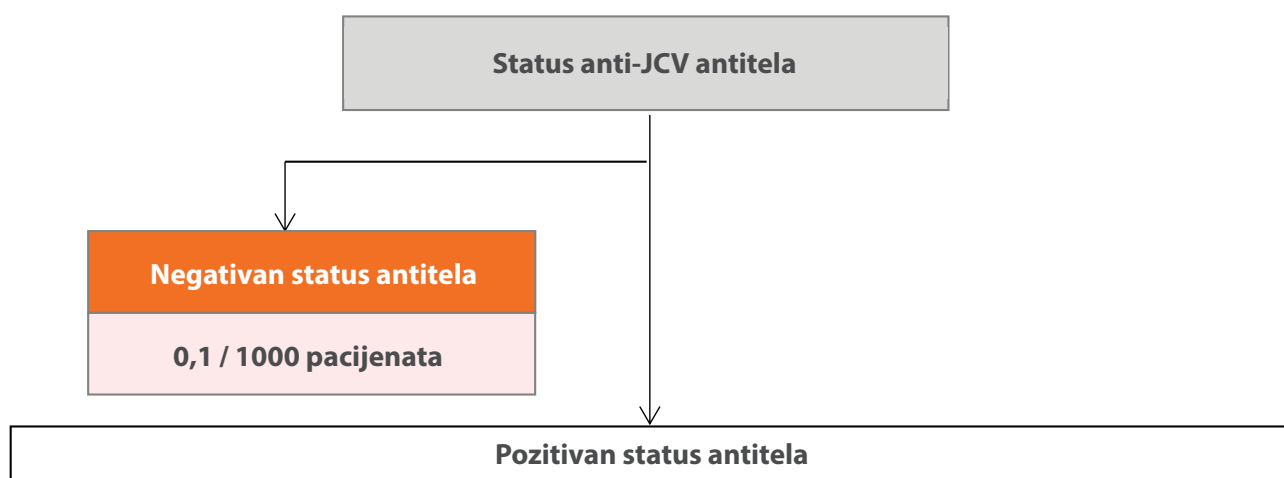 Status anti-JCV antitela
Negativan status antitela
0,1 / 1000 pacijenata
Pozitivan status antitela